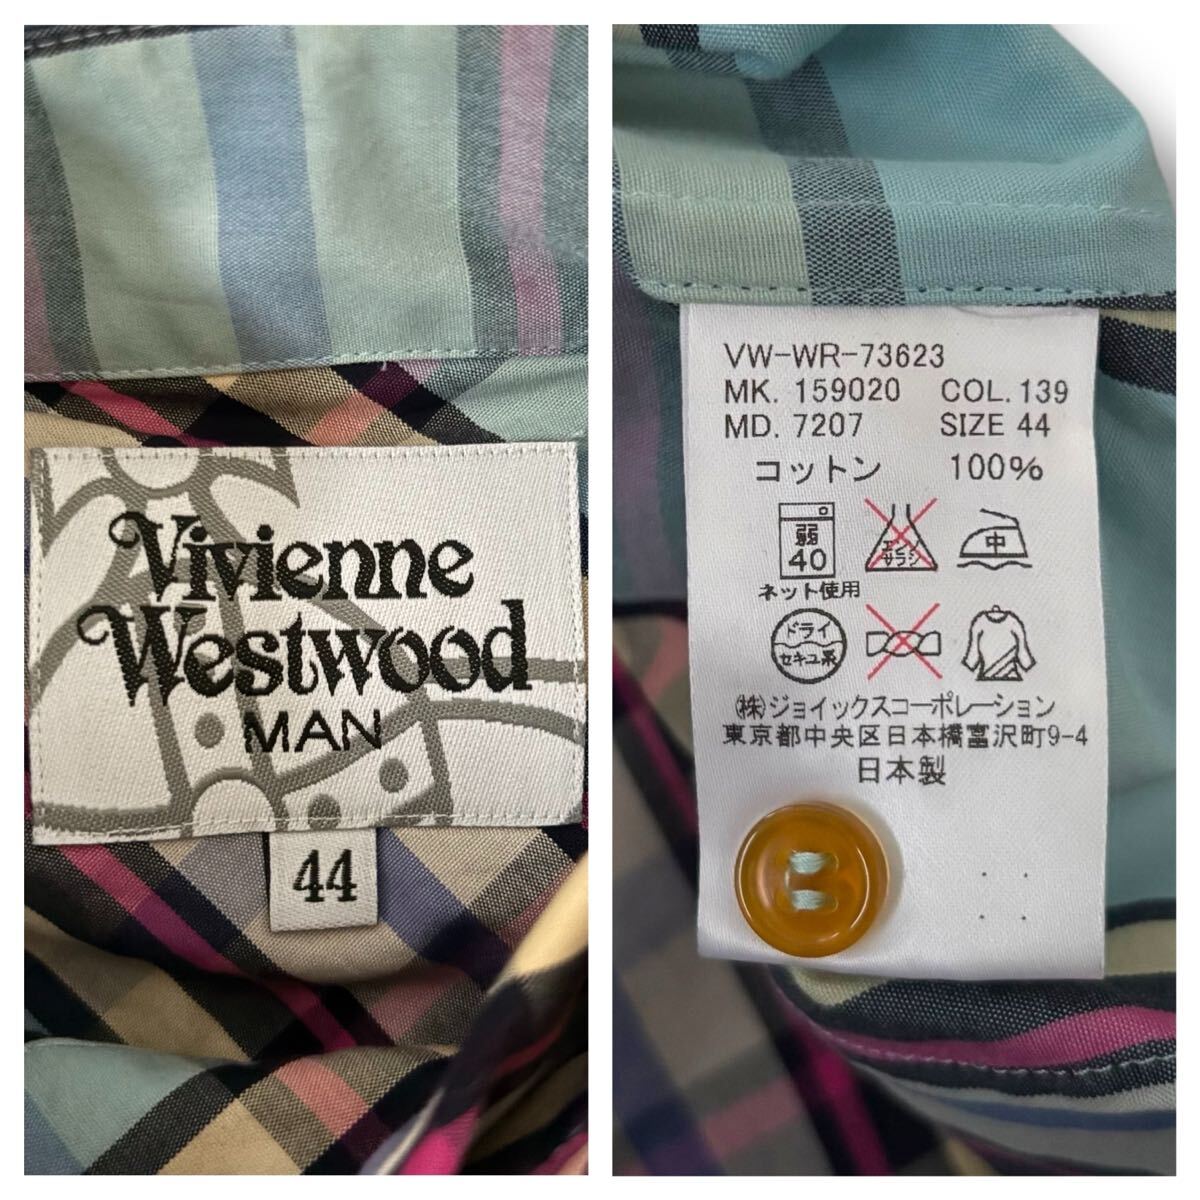 Vivienne
Westwood
MAN
44
VW-WR-73623
MK. 159020 COL. 139
MD. 7207 SIZE 44
コットン 100%
弱
40
エンソ
サラシ
中
ネット使用
ドライ
セキユ系
㈱ジョイックスコーポレーション
東京都中央区日本橋富沢町9-4
日本製